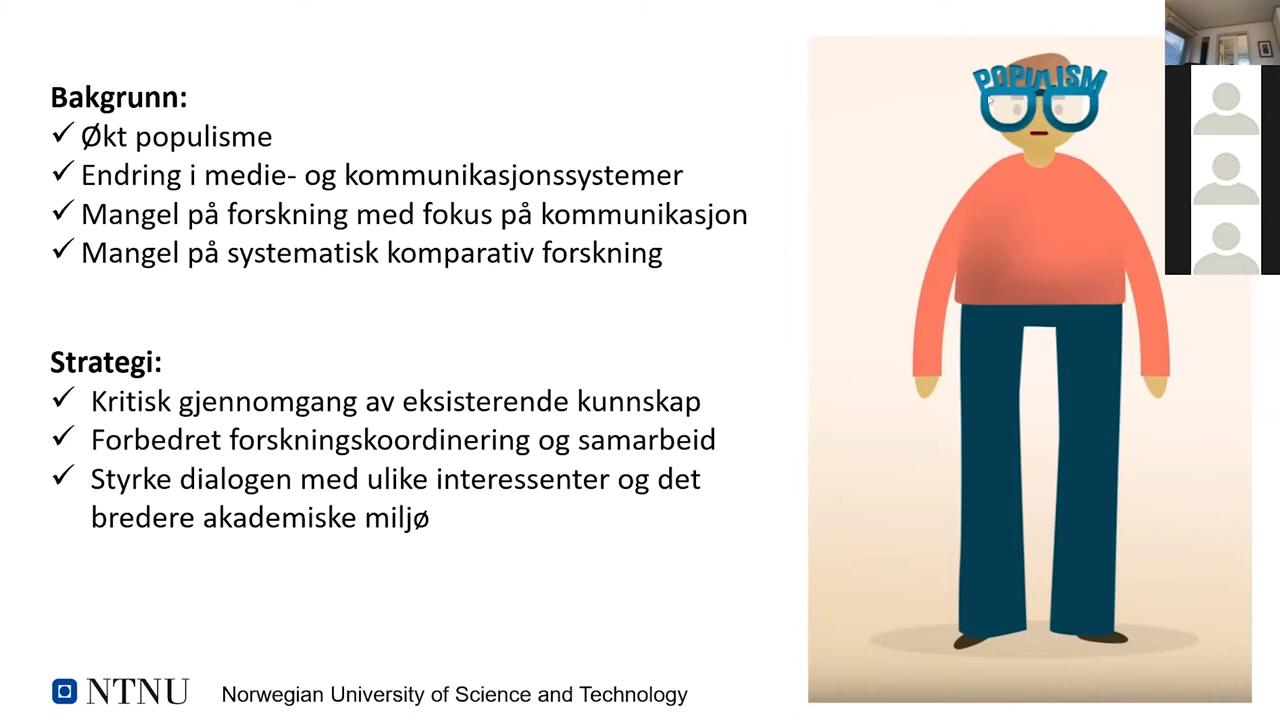 Bakgrunn:
✓ Økt populisme
✓ Endring i medie- og kommunikasjonssystemer
✓ Mangel på forskning med fokus på kommunikasjon
✓ Mangel på systematisk komparativ forskning
Strategi:
✓ Kritisk gjennomgang av eksisterende kunnskap
✓ Forbedret forskningskoordinering og samarbeid
✓ Styrke dialogen med ulike interessenter og det
bredere akademiske miljø
POPULISM
NTNU Norwegian University of Science and Technology